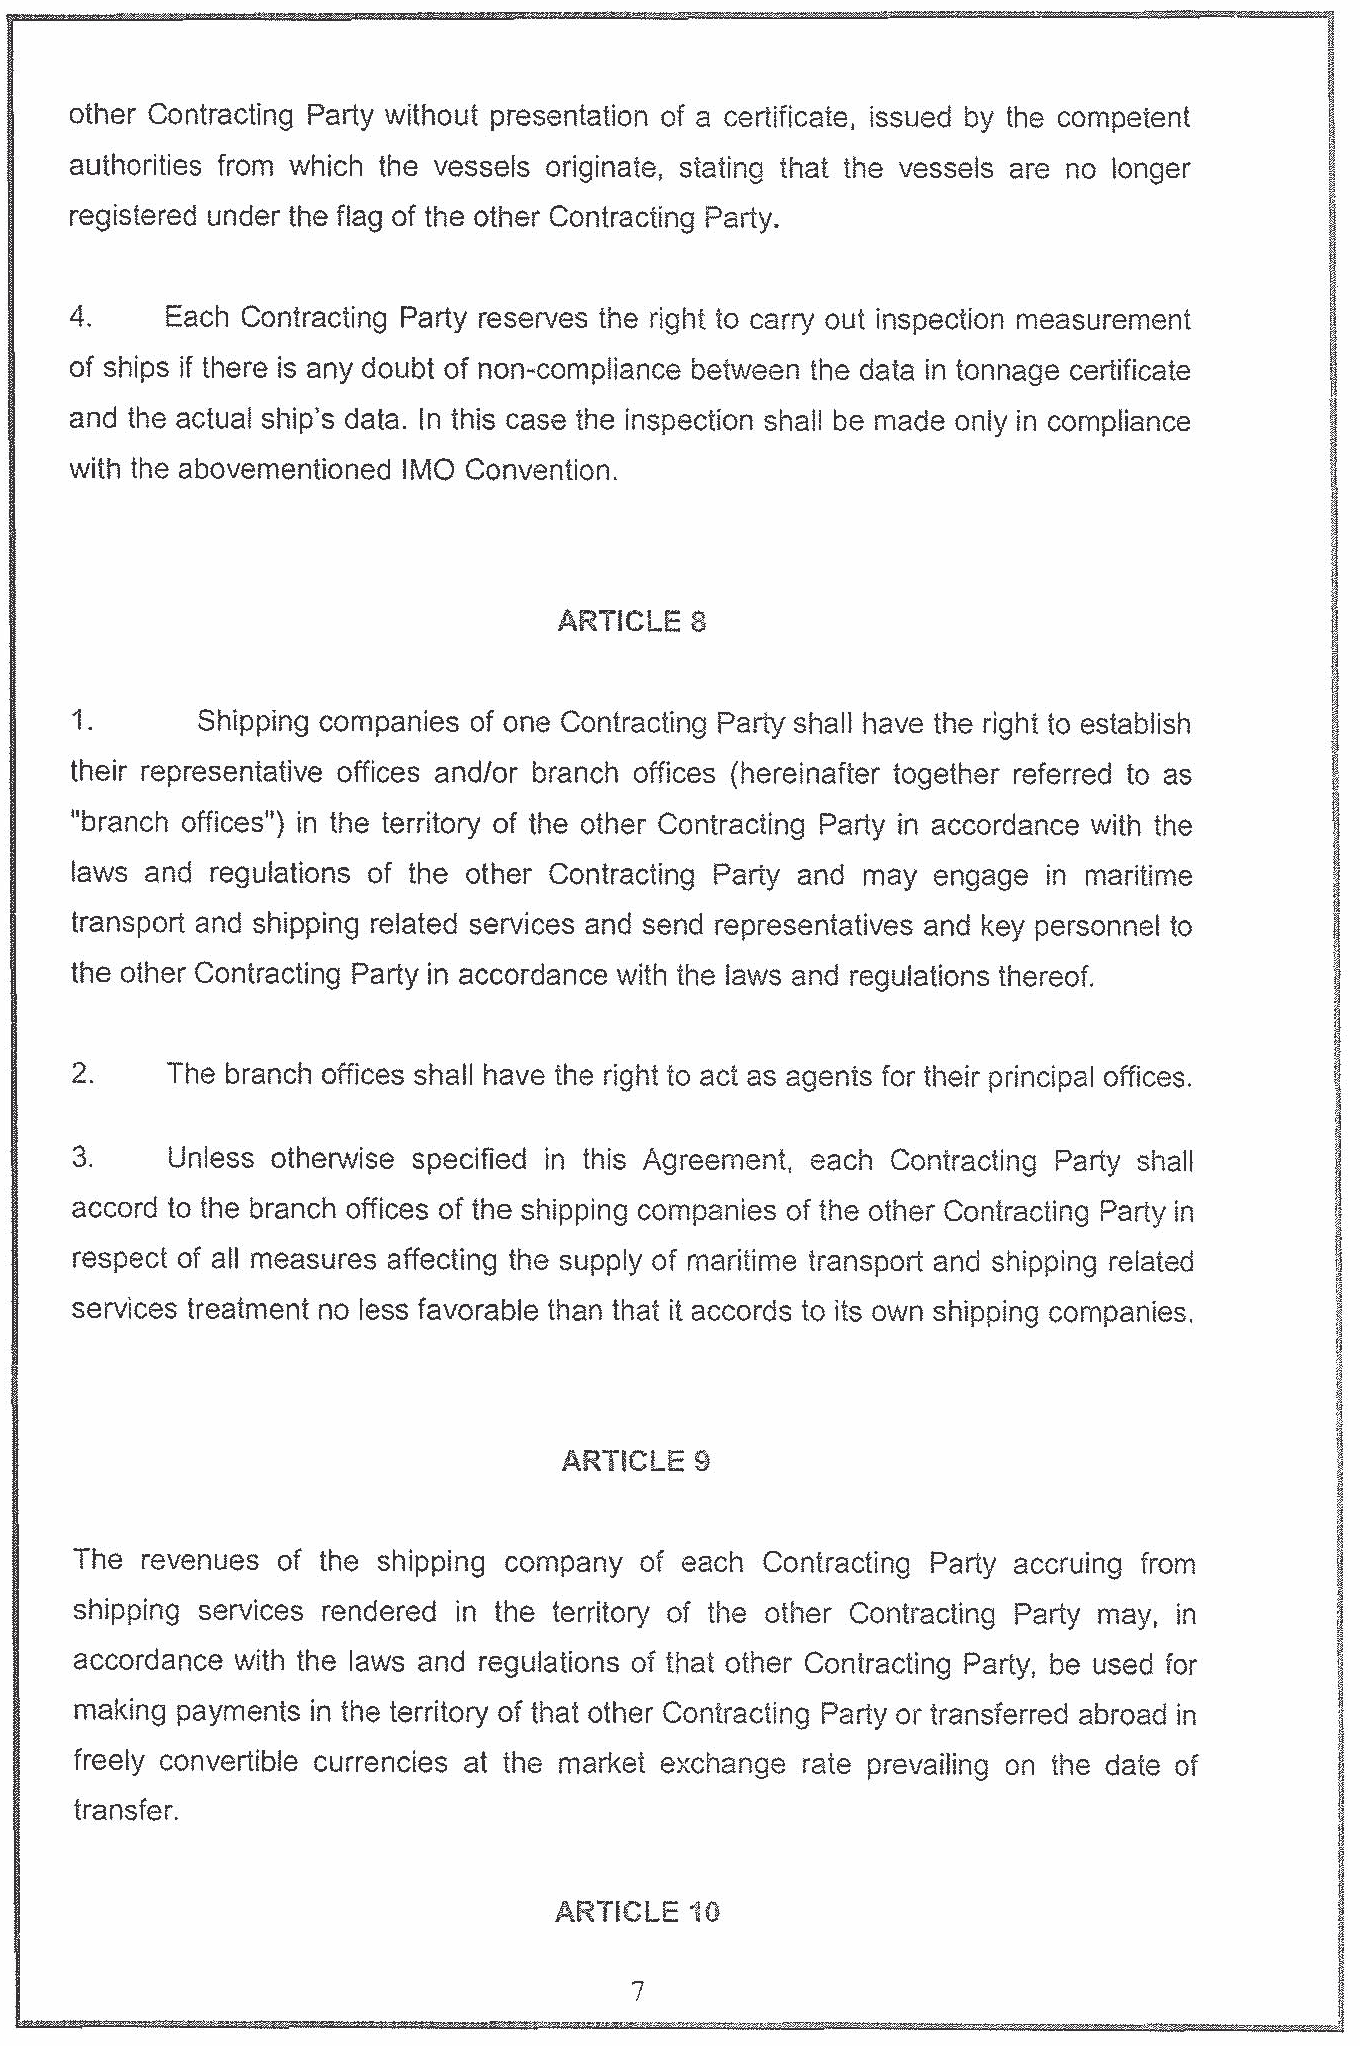 other Contracting Party without presentation of a certificate, issued by the competent
authorities from which the vessels originate, stating that the vessels are no longer
registered under the flag of the other Contracting Party.
4. Each Contracting Party reserves the right to carry out inspection measurement
of ships if there is any doubt of non-compliance between the data in tonnage certificate
and the actual ship's data. In this case the inspection shall be made only in compliance
with the abovementioned IMO Convention.
ARTICLE 8
1. Shipping companies of one Contracting Party shall have the right to establish
their representative offices and/or branch offices (hereinafter together referred to as
"branch offices") in the territory of the other Contracting Party in accordance with the
laws and regulations of the other Contracting Party and may engage in maritime
transport and shipping related services and send representatives and key personnel to
the other Contracting Party in accordance with the laws and regulations thereof.
2. The branch offices shall have the right to act as agents for their principal offices.
3. Unless otherwise specified in this Agreement, each Contracting Party shall
accord to the branch offices of the shipping companies of the other Contracting Party in
respect of all measures affecting the supply of maritime transport and shipping related
services treatment no less favorable than that it accords to its own shipping companies.
ARTICLE 9
The revenues of the shipping company of each Contracting Party accruing from
shipping services rendered in the territory of the other Contracting Party may, in
accordance with the laws and regulations of that other Contracting Party, be used for
making payments in the territory of that other Contracting Party or transferred abroad in
freely convertible currencies at the market exchange rate prevailing on the date of
transfer.
ARTICLE 10
7